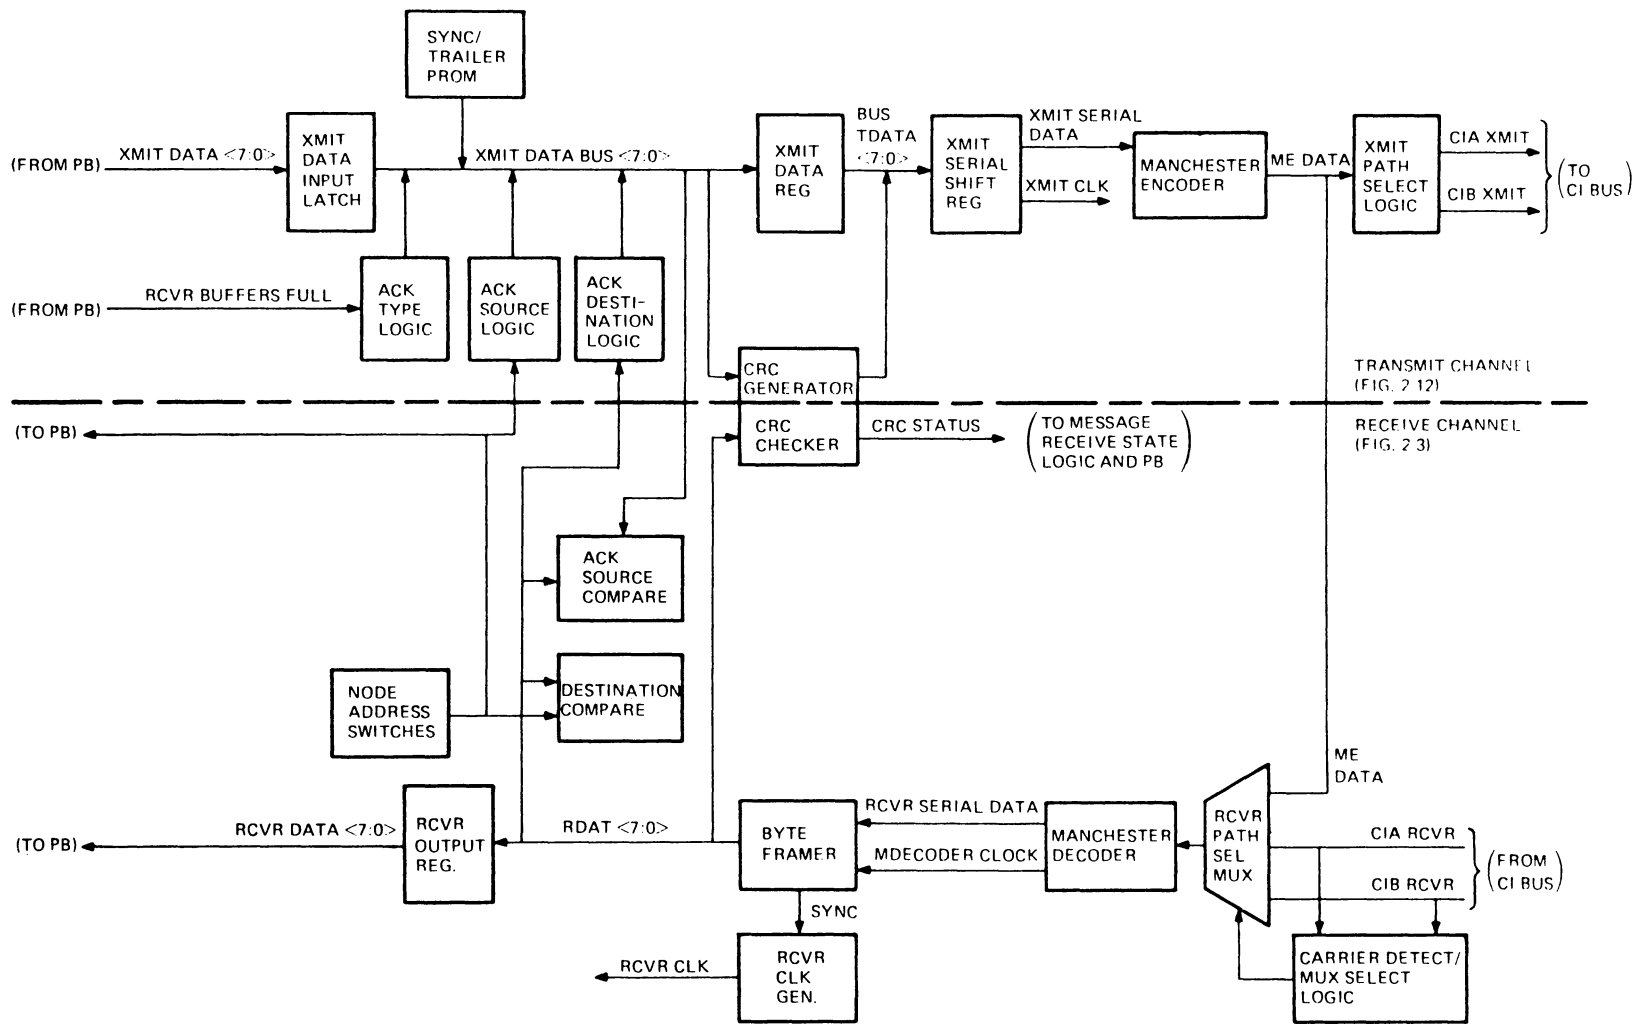 SYNC/
TRAILER
PROM
(FROM PB)
XMIT DATA <7:0>
XMIT
DATA
INPUT
LATCH
XMIT DATA BUS <7:0>
XMIT
DATA
REG
BUS
TDATA
<7:0>
XMIT
SERIAL
SHIFT
REG
XMIT SERIAL
DATA
XMIT CLK
MANCHESTER
ENCODER
ME DATA
XMIT
PATH
SELECT
LOGIC
CIA XMIT
CIB XMIT
(TO
CI BUS)
(FROM PB)
RCVR BUFFERS FULL
ACK
TYPE
LOGIC
ACK
SOURCE
LOGIC
ACK
DESTI-
NATION
LOGIC
CRC
GENERATOR
TRANSMIT CHANNEL
(FIG. 2 12)
(TO PB)
CRC
CHECKER
CRC STATUS
(TO MESSAGE
RECEIVE STATE
LOGIC AND PB)
RECEIVE CHANNEL
(FIG. 2 3)
ACK
SOURCE
COMPARE
NODE
ADDRESS
SWITCHES
DESTINATION
COMPARE
ME
DATA
(TO PB)
RCVR DATA <7:0>
RCVR
OUTPUT
REG.
RDAT <7:0>
BYTE
FRAMER
RCVR SERIAL DATA
MDECODER CLOCK
MANCHESTER
DECODER
RCVR
PATH
SEL
MUX
CIA RCVR
CIB RCVR
(FROM
CI BUS)
SYNC
RCVR CLK
RCVR
CLK
GEN.
CARRIER DETECT/
MUX SELECT
LOGIC